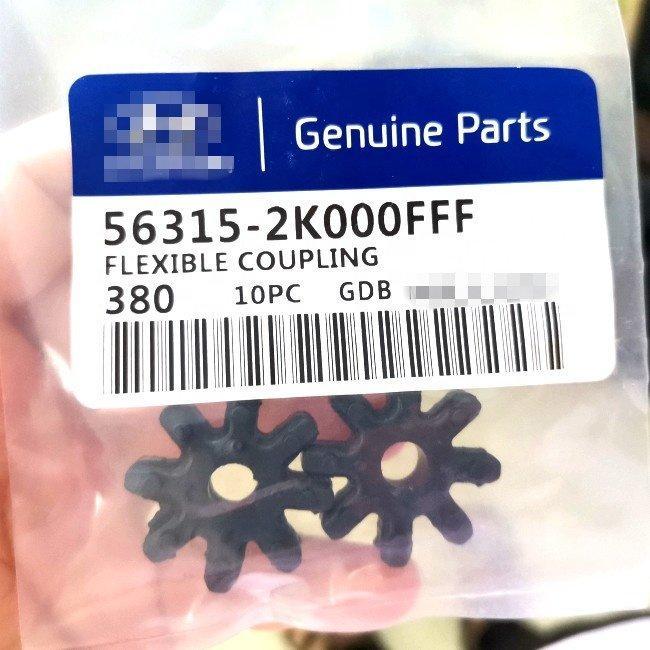 Genuine Parts
56315-2K000FFF
FLEXIBLE COUPLING
380 10PC GDB